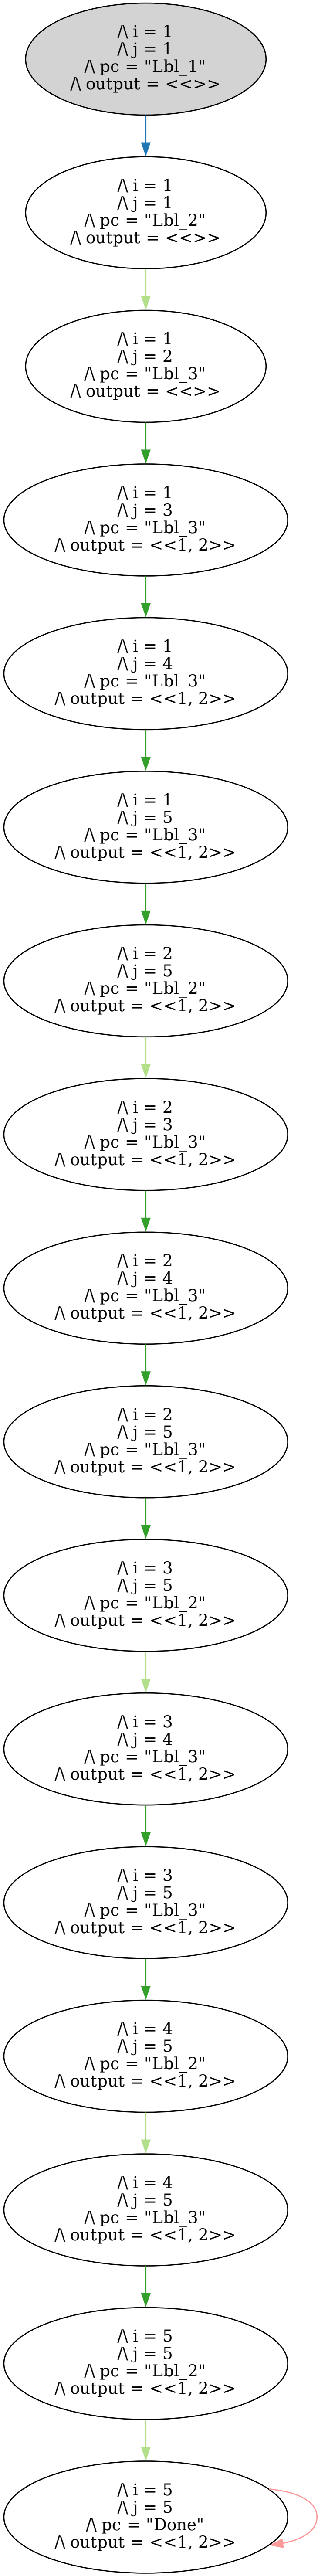 /\ i = 1
/\ j = 1
/\ pc = "Lbl_1"
/\ output = <<>>
/\ i = 1
/\ j = 1
/\ pc = "Lbl_2"
/\ output = <<>>
/\ i = 1
/\ j = 2
/\ pc = "Lbl_3"
/\ output = <<>>
/\ i = 1
/\ j = 3
/\ pc = "Lbl_3"
/\ output = <<1, 2>>
/\ i = 1
/\ j = 4
/\ pc = "Lbl_3"
/\ output = <<1, 2>>
/\ i = 1
/\ j = 5
/\ pc = "Lbl_3"
/\ output = <<1, 2>>
/\ i = 2
/\ j = 5
/\ pc = "Lbl_2"
/\ output = <<1, 2>>
/\ i = 2
/\ j = 3
/\ pc = "Lbl_3"
/\ output = <<1, 2>>
/\ i = 2
/\ j = 4
/\ pc = "Lbl_3"
/\ output = <<1, 2>>
/\ i = 2
/\ j = 5
/\ pc = "Lbl_3"
/\ output = <<1, 2>>
/\ i = 3
/\ j = 5
/\ pc = "Lbl_2"
/\ output = <<1, 2>>
/\ i = 3
/\ j = 4
/\ pc = "Lbl_3"
/\ output = <<1, 2>>
/\ i = 3
/\ j = 5
/\ pc = "Lbl_3"
/\ output = <<1, 2>>
/\ i = 4
/\ j = 5
/\ pc = "Lbl_2"
/\ output = <<1, 2>>
/\ i = 4
/\ j = 5
/\ pc = "Lbl_3"
/\ output = <<1, 2>>
/\ i = 5
/\ j = 5
/\ pc = "Lbl_2"
/\ output = <<1, 2>>
/\ i = 5
/\ j = 5
/\ pc = "Done"
/\ output = <<1, 2>>